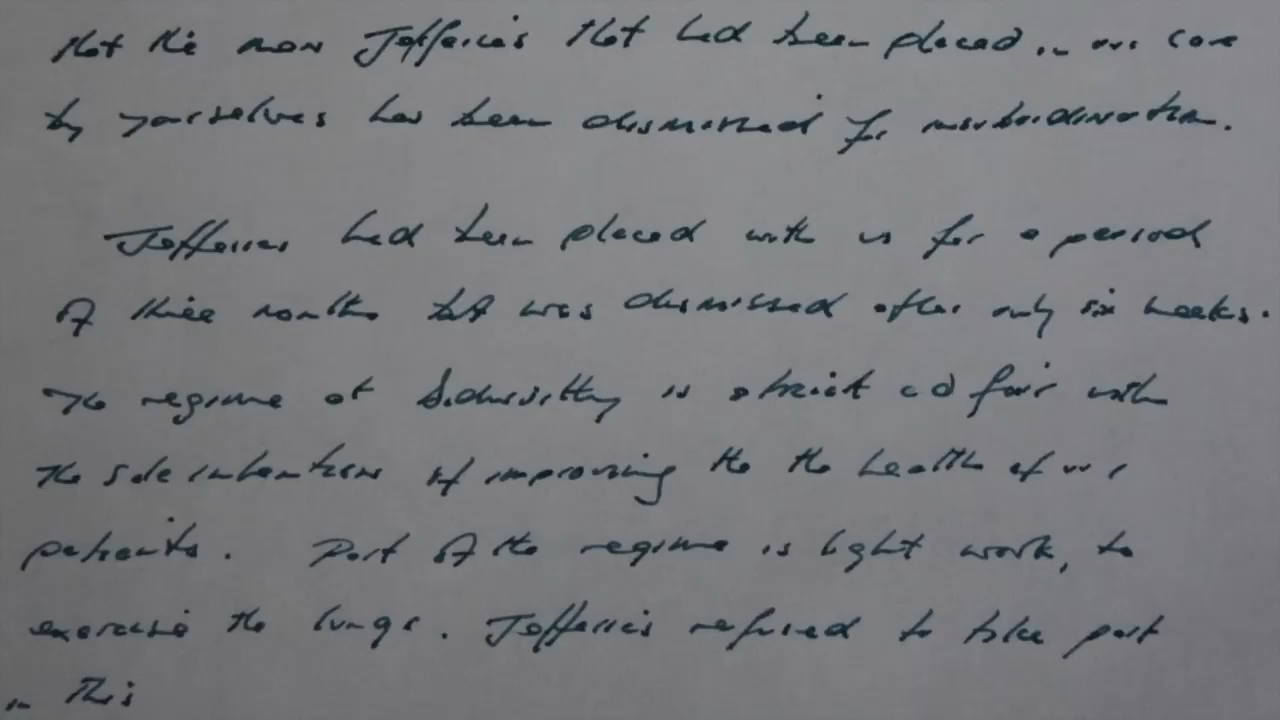 that the man Jefferies that had been placed in our care
by yourselves has been dismissed for insubordination.
Jefferies had been placed with us for a period
of three months but was dismissed after only six weeks.
The regime at is strict and fair with
the sole intentions of improving the the health of our
patients. Part of the regime is light work, to
exercise the lungs. Jefferies refused to take part
in this